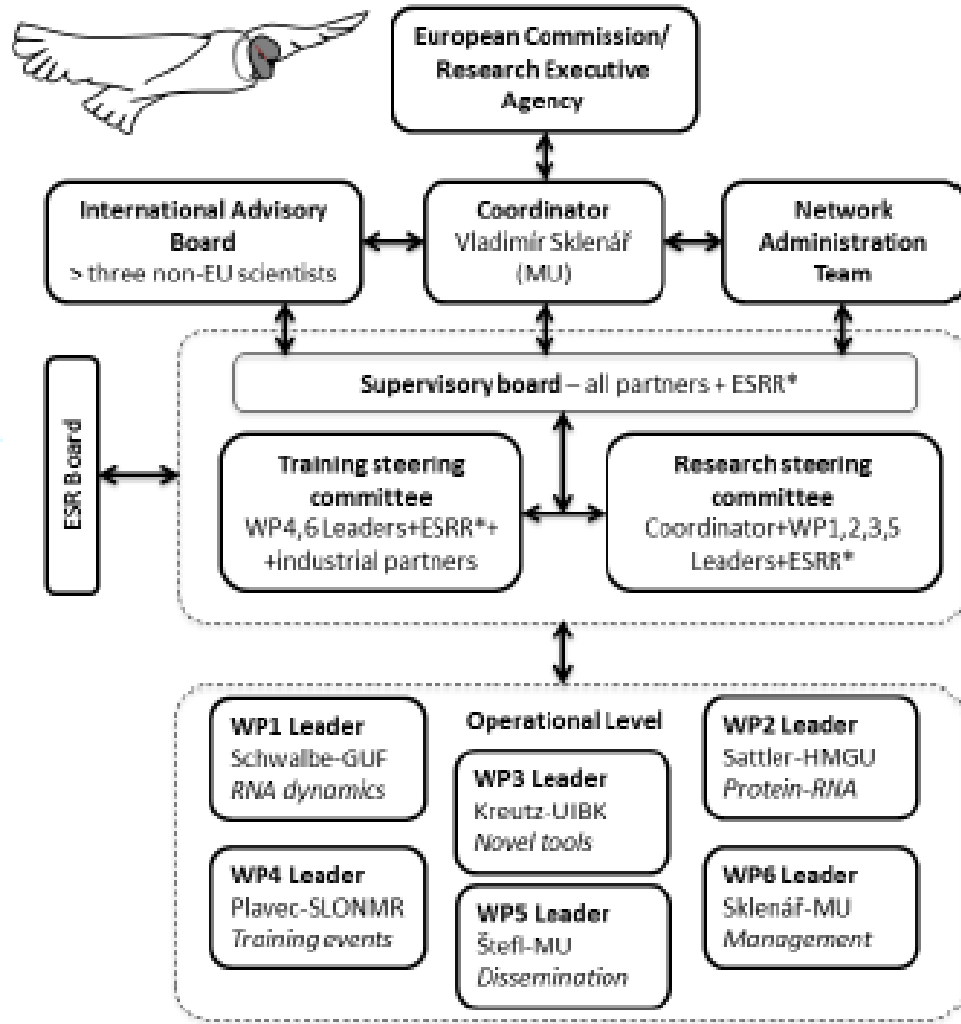 European Commission/
Research Executive
Agency
International Advisory
Board
> three non-EU scientists
Coordinator
Vladimír Sklenář
(MU)
Network
Administration
Team
ESR Board
Supervisory board – all partners + ESRR*
Training steering
committee
WP4,6 Leaders+ESRR*+
+industrial partners
Research steering
committee
Coordinator+WP1,2,3,5
Leaders+ESRR*
Operational Level
WP1 Leader
Schwalbe-GUF
RNA dynamics
WP2 Leader
Sattler-HMGU
Protein-RNA
WP3 Leader
Kreutz-UIBK
Novel tools
WP4 Leader
Plavec-SLONMR
Training events
WP5 Leader
Štefl-MU
Dissemination
WP6 Leader
Sklenář-MU
Management